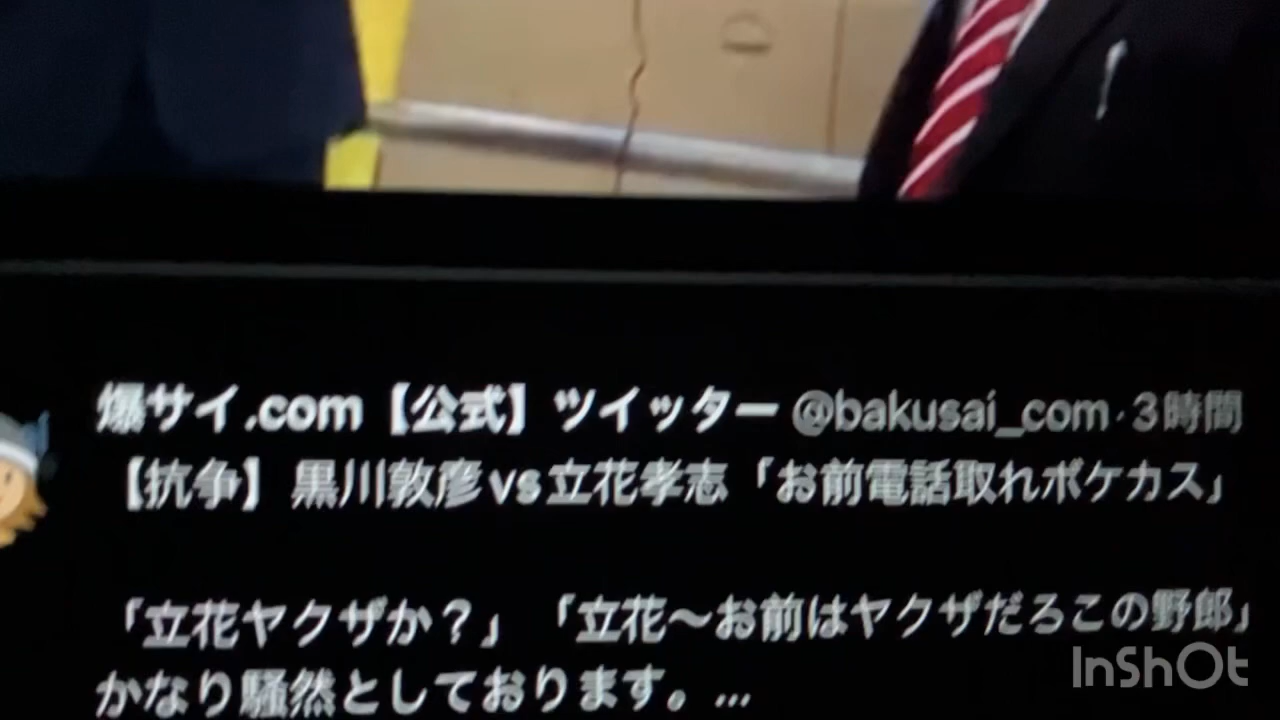 爆サイ.com【公式】ツイッター @bakusai_com·3時間
【抗争】黒川敦彦vs立花孝志「お前電話取れボケカス」
「立花ヤクザか？」「立花〜お前はヤクザだろこの野郎」
かなり騒然としております。...
InShOt